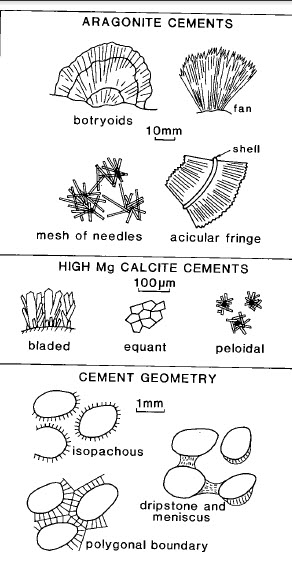 ARAGONITE CEMENTS
botryoids
fan
10mm
shell
mesh of needles
acicular fringe
HIGH Mg CALCITE CEMENTS
100μm
bladed
equant
peloidal
CEMENT GEOMETRY
1mm
isopachous
dripstone and
meniscus
polygonal boundary